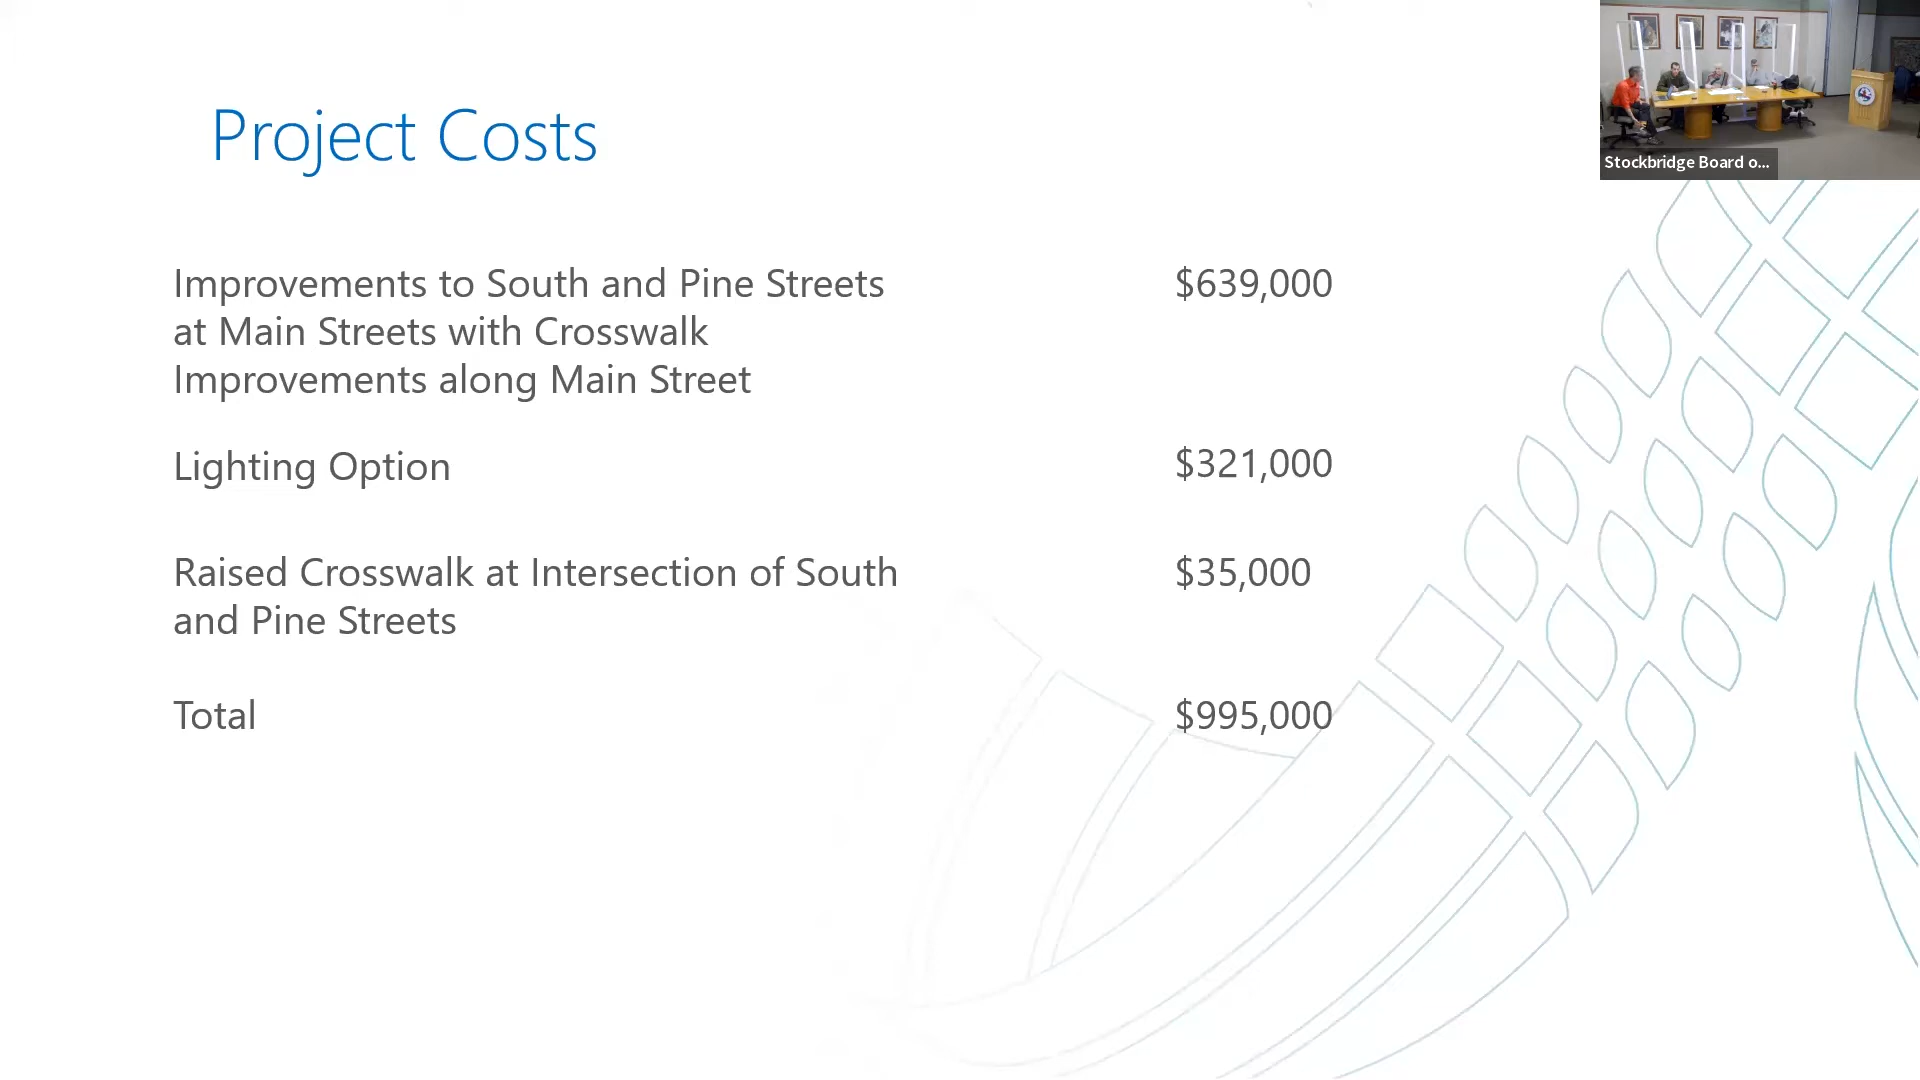 Project Costs
Stockbridge Board o...
Improvements to South and Pine Streets
at Main Streets with Crosswalk
Improvements along Main Street
$639,000
Lighting Option
$321,000
Raised Crosswalk at Intersection of South
and Pine Streets
$35,000
Total
$995,000